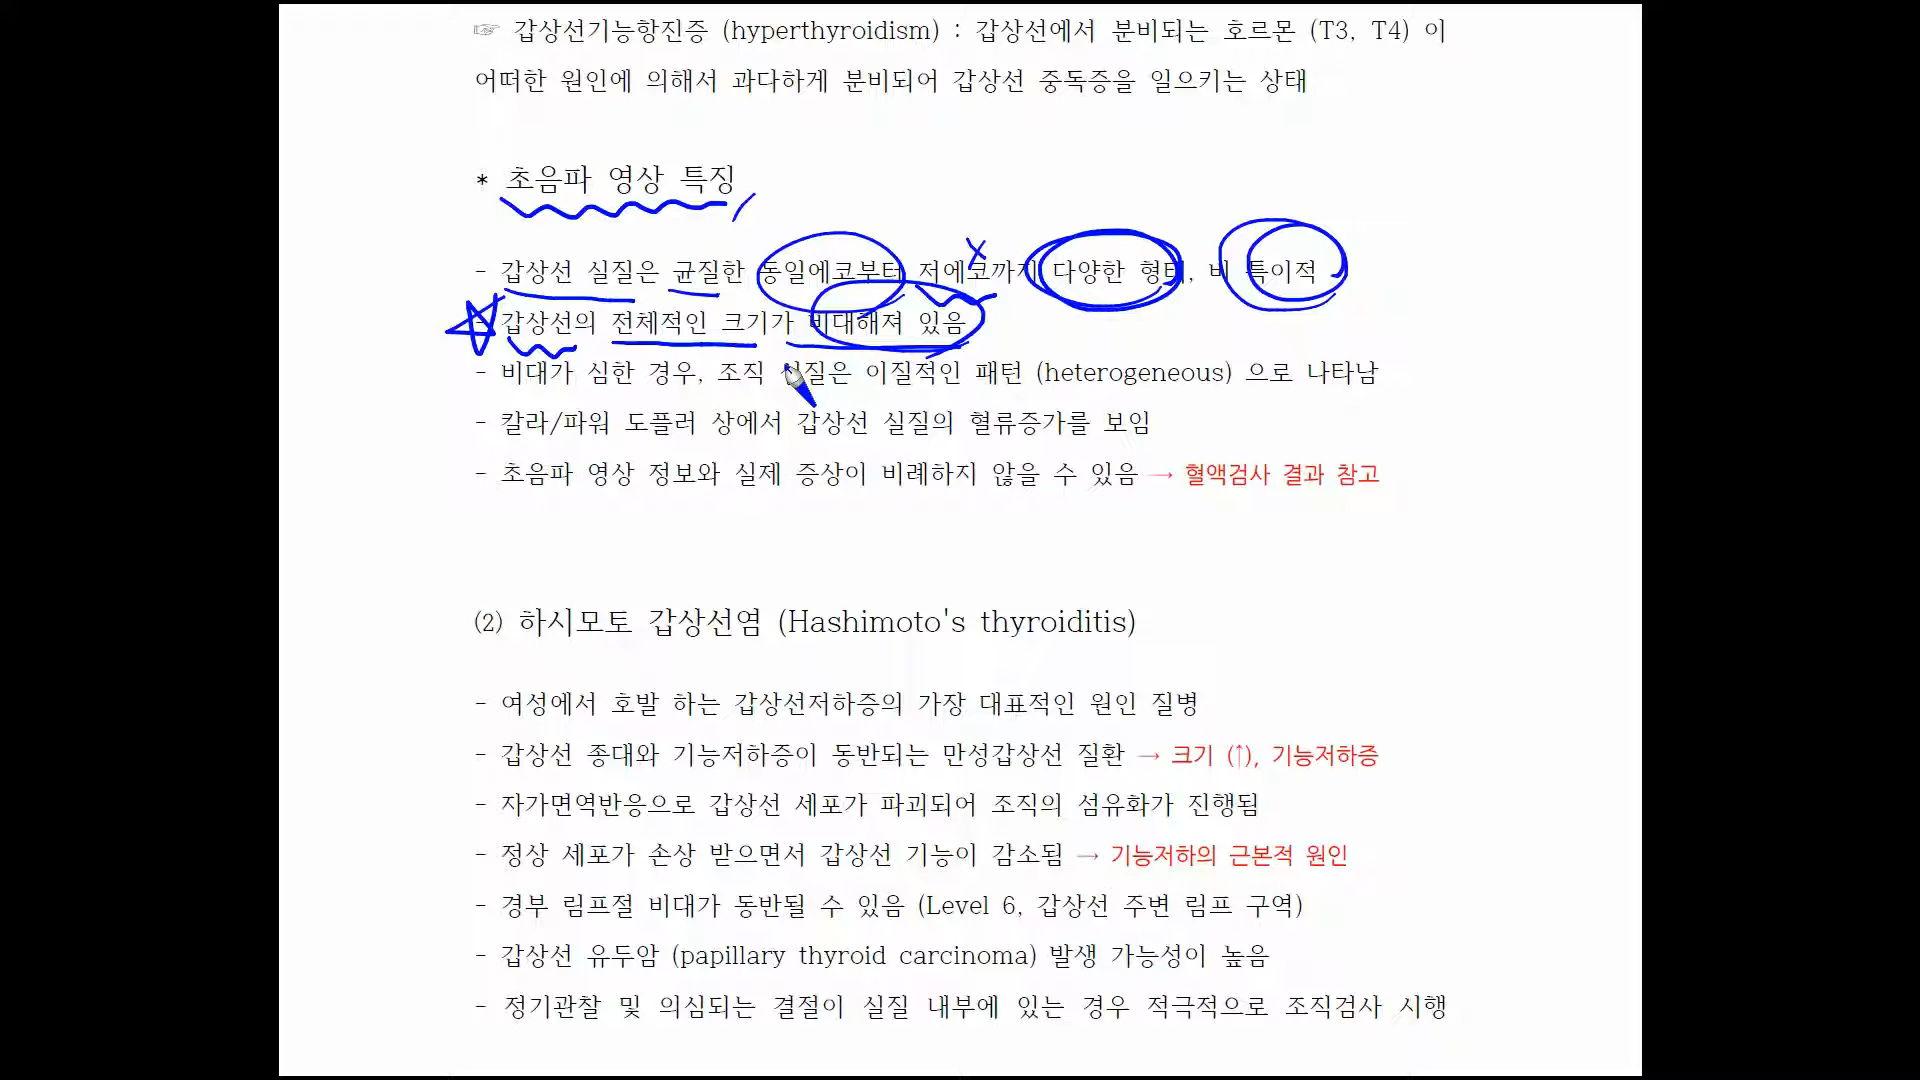 ☞ 갑상선기능항진증 (hyperthyroidism) : 갑상선에서 분비되는 호르몬 (T3, T4) 이
어떠한 원인에 의해서 과다하게 분비되어 갑상선 중독증을 일으키는 상태
* 초음파 영상 특징
- 갑상선 실질은 균질한 동일에코부터 저에코까지 다양한 형태, 비 특이적
- 갑상선의 전체적인 크기가 비대해져 있음
- 비대가 심한 경우, 조직 실질은 이질적인 패턴 (heterogeneous) 으로 나타남
- 칼라/파워 도플러 상에서 갑상선 실질의 혈류증가를 보임
- 초음파 영상 정보와 실제 증상이 비례하지 않을 수 있음 → 혈액검사 결과 참고
(2) 하시모토 갑상선염 (Hashimoto's thyroiditis)
- 여성에서 호발 하는 갑상선저하증의 가장 대표적인 원인 질병
- 갑상선 종대와 기능저하증이 동반되는 만성갑상선 질환 → 크기 (↑), 기능저하증
- 자가면역반응으로 갑상선 세포가 파괴되어 조직의 섬유화가 진행됨
- 정상 세포가 손상 받으면서 갑상선 기능이 감소됨 → 기능저하의 근본적 원인
- 경부 림프절 비대가 동반될 수 있음 (Level 6, 갑상선 주변 림프 구역)
- 갑상선 유두암 (papillary thyroid carcinoma) 발생 가능성이 높음
- 정기관찰 및 의심되는 결절이 실질 내부에 있는 경우 적극적으로 조직검사 시행